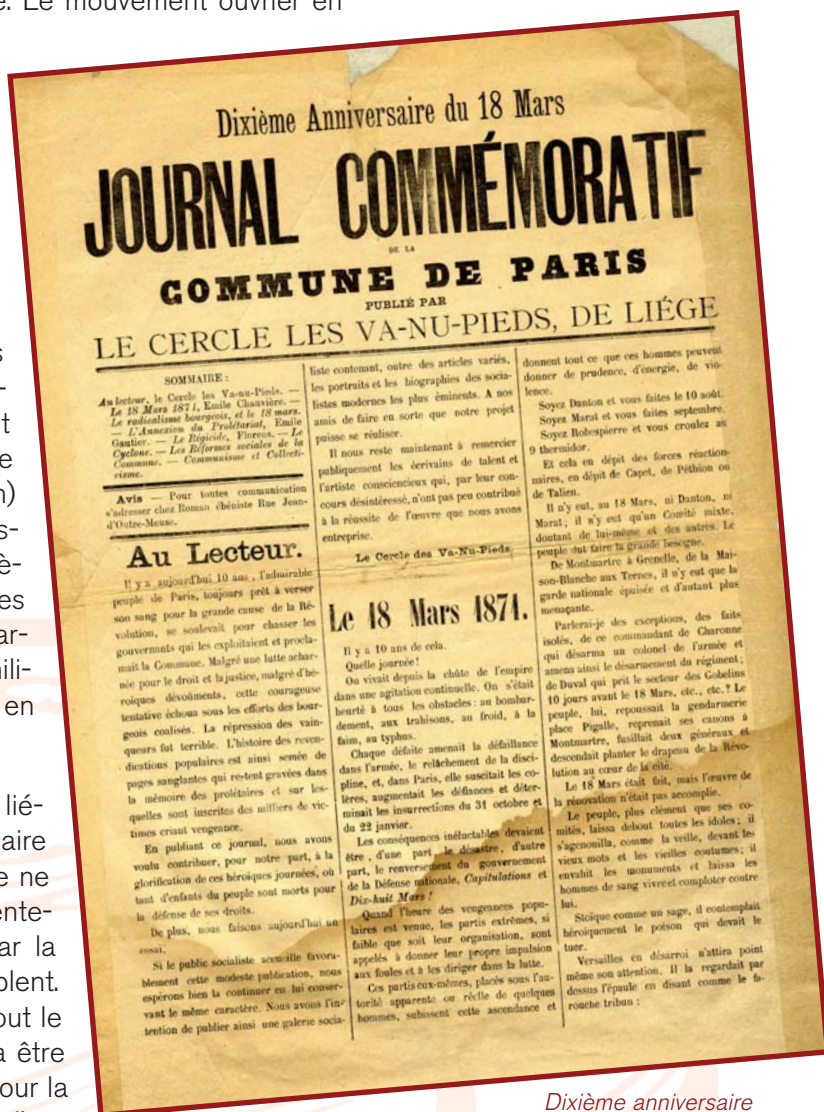 e. Le mouvement ouvrier en
s
-
t
e
n)
s-
è-
es
ar-
ili-
en
lié-
aire
e ne
ente-
ar la
blent.
out le
a être
our la
Dixième Anniversaire du 18 Mars
JOURNAL COMMÉMORATIF
DE LA
COMMUNE DE PARIS
PUBLIÉ PAR
LE CERCLE LES VA-NU-PIEDS, DE LIÉGE
SOMMAIRE :
Au lecteur, le Cercle les Va-nu-Pieds. —
Le 18 Mars 1871, Emile Chauvière. —
Le radicalisme bourgeois, et le 18 mars.
— L'Annexion du Prolétariat, Emile
Gautier. — Le Régicide, Florous. — Le
Cyclone. — Les Réformes sociales de la
Commune. — Communisme et Collecti-
visme.
Avis — Pour toutes communication
s'adresser chez Roman ébéniste Rue Jean-
d'Outre-Meuse.
Au Lecteur.
Il y a aujourd'hui 10 ans, l'admirable
peuple de Paris, toujours prêt à verser
son sang pour la grande cause de la Ré-
volution, se soulevait pour chasser les
gouvernants qui les exploitaient et procla-
mait la Commune. Malgré une lutte achar-
née pour le droit et la justice, malgré d'hé-
roïques dévoûments, cette courageuse
tentative échoua sous les efforts des bour-
geois coalisés. La répression des vain-
queurs fut terrible. L'histoire des reven-
dications populaires est ainsi semée de
pages sanglantes qui restent gravées dans
la mémoire des prolétaires et sur les-
quelles sont inscrites des milliers de vic-
times criant vengeance.
En publiant ce journal, nous avons
voulu contribuer, pour notre part, à la
glorification de ces héroïques journées, où
tant d'enfants du peuple sont morts pour
la défense de ses droits.
De plus, nous faisons aujourd'hui un
essai.
Si le public socialiste accueille favora-
blement cette modeste publication, nous
espérons bien la continuer en lui conser-
vant le même caractère. Nous avons l'in-
tention de publier ainsi une galerie socia-
liste contenant, outre des articles variés,
les portraits et les biographies des socia-
listes modernes les plus éminents. A nos
amis de faire en sorte que notre projet
puisse se réaliser.
Il nous reste maintenant à remercier
publiquement les écrivains de talent et
l'artiste consciencieux qui, par leur con-
cours désintéressé, n'ont pas peu contribué
à la réussite de l'œuvre que nous avons
entreprise.
Le Cercle des Va-Nu-Pieds
Le 18 Mars 1871.
Il y a 10 ans de cela.
Quelle journée !
On vivait depuis la chûte de l'empire
dans une agitation continuelle. On s'était
heurté à tous les obstacles : au bombar-
dement, aux trahisons, au froid, à la
faim, au typhus.
Chaque défaite amenait la défaillance
dans l'armée, le relâchement de la disci-
pline, et, dans Paris, elle suscitait les co-
lères, augmentait les défiances et déter-
minait les insurrections du 31 octobre et
du 22 janvier.
Les conséquences inéluctables devaient
être, d'une part, le désastre, d'autre
part, le renversement du gouvernement
de la Défense nationale, Capitulations et
Dix-huit Mars !
Quand l'heure des vengeances popu-
laires est venue, les partis extrêmes, si
faible que soit leur organisation, sont
appelés à donner leur propre impulsion
aux foules et à les diriger dans la lutte.
Ces partis eux-mêmes, placés sous l'au-
torité apparente ou réelle de quelques
hommes, subissent cette ascendance et
donnent tout ce que ces hommes peuvent
donner de prudence, d'énergie, de vio-
lence.
Soyez Danton et vous faites le 10 août.
Soyez Marat et vous faites septembre.
Soyez Robespierre et vous croulez au
9 thermidor.
Et cela en dépit des forces réaction-
naires, en dépit de Capet, de Péthion ou
de Talien.
Il n'y eut, au 18 Mars, ni Danton, ni
Marat ; il n'y eut qu'un Comité mixte,
doutant de lui-même et des autres. Le
peuple dut faire la grande besogne.
De Montmartre à Grenelle, de la Mai-
son-Blanche aux Ternes, il n'y eut que la
garde nationale épuisée et d'autant plus
menaçante.
Parlerai-je des exceptions, des faits
isolés, de ce commandant de Charonne
qui désarma un colonel de l'armée et
amena ainsi le désarmement du régiment ;
de Duval qui prit le secteur des Gobelins
10 jours avant le 18 Mars, etc., etc. ? Le
peuple, lui, repoussait la gendarmerie
place Pigalle, reprenait ses canons à
Montmartre, fusillait deux généraux et
descendait planter le drapeau de la Révo-
lution au cœur de la cité.
Le 18 Mars était fait, mais l'œuvre de
la rénovation n'était pas accomplie.
Le peuple, plus clément que ses co-
mités, laissa debout toutes les idoles ; il
s'agenouilla, comme la veille, devant les
vieux mots et les vieilles coutumes ; il
envahit les monuments et laissa les
hommes de sang vivre et comploter contre
lui.
Stoïque comme un sage, il contemplait
héroïquement le poison qui devait le
tuer.
Versailles en désarroi n'attira point
même son attention. Il la regardait par
dessus l'épaule en disant comme le fa-
rouche tribun :
Dixième anniversaire